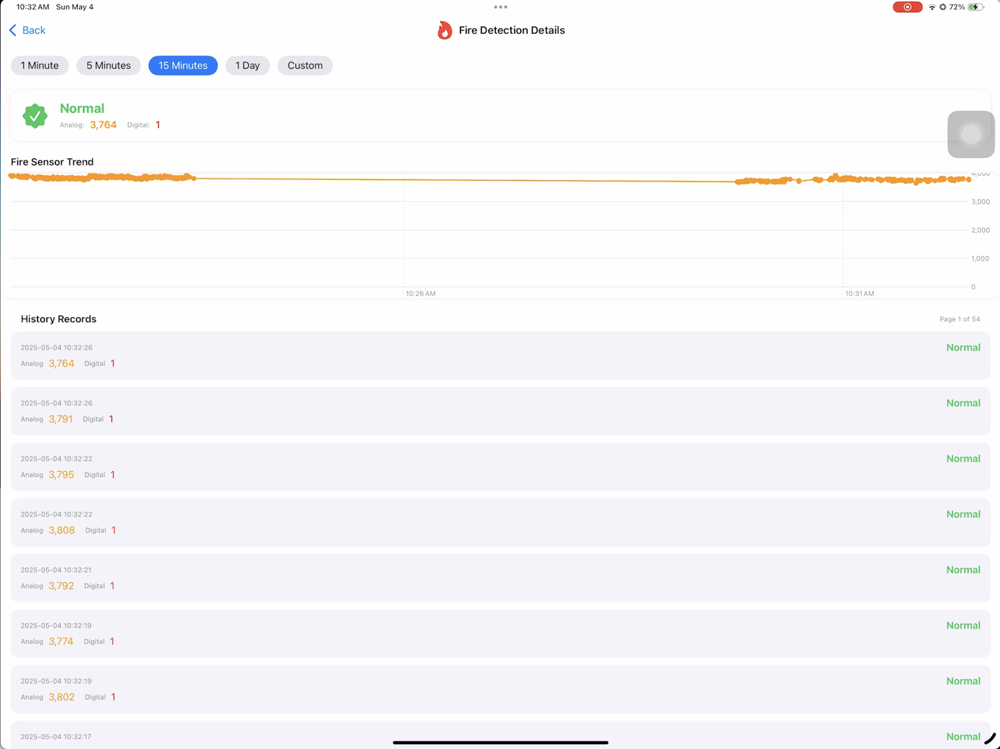 10:32 AM Sun May 4
72%
Back
Fire Detection Details
1 Minute 5 Minutes 15 Minutes 1 Day Custom
Normal
Analog: 3,764 Digital: 1
Fire Sensor Trend
4,000
3,000
2,000
1,000
0
10:26 AM 10:31 AM
History Records Page 1 of 54
2025-05-04 10:32:26 Normal
Analog 3,764 Digital 1
2025-05-04 10:32:26 Normal
Analog 3,791 Digital 1
2025-05-04 10:32:22 Normal
Analog 3,795 Digital 1
2025-05-04 10:32:22 Normal
Analog 3,808 Digital 1
2025-05-04 10:32:21 Normal
Analog 3,792 Digital 1
2025-05-04 10:32:19 Normal
Analog 3,774 Digital 1
2025-05-04 10:32:19 Normal
Analog 3,802 Digital 1
2025-05-04 10:32:17 Normal